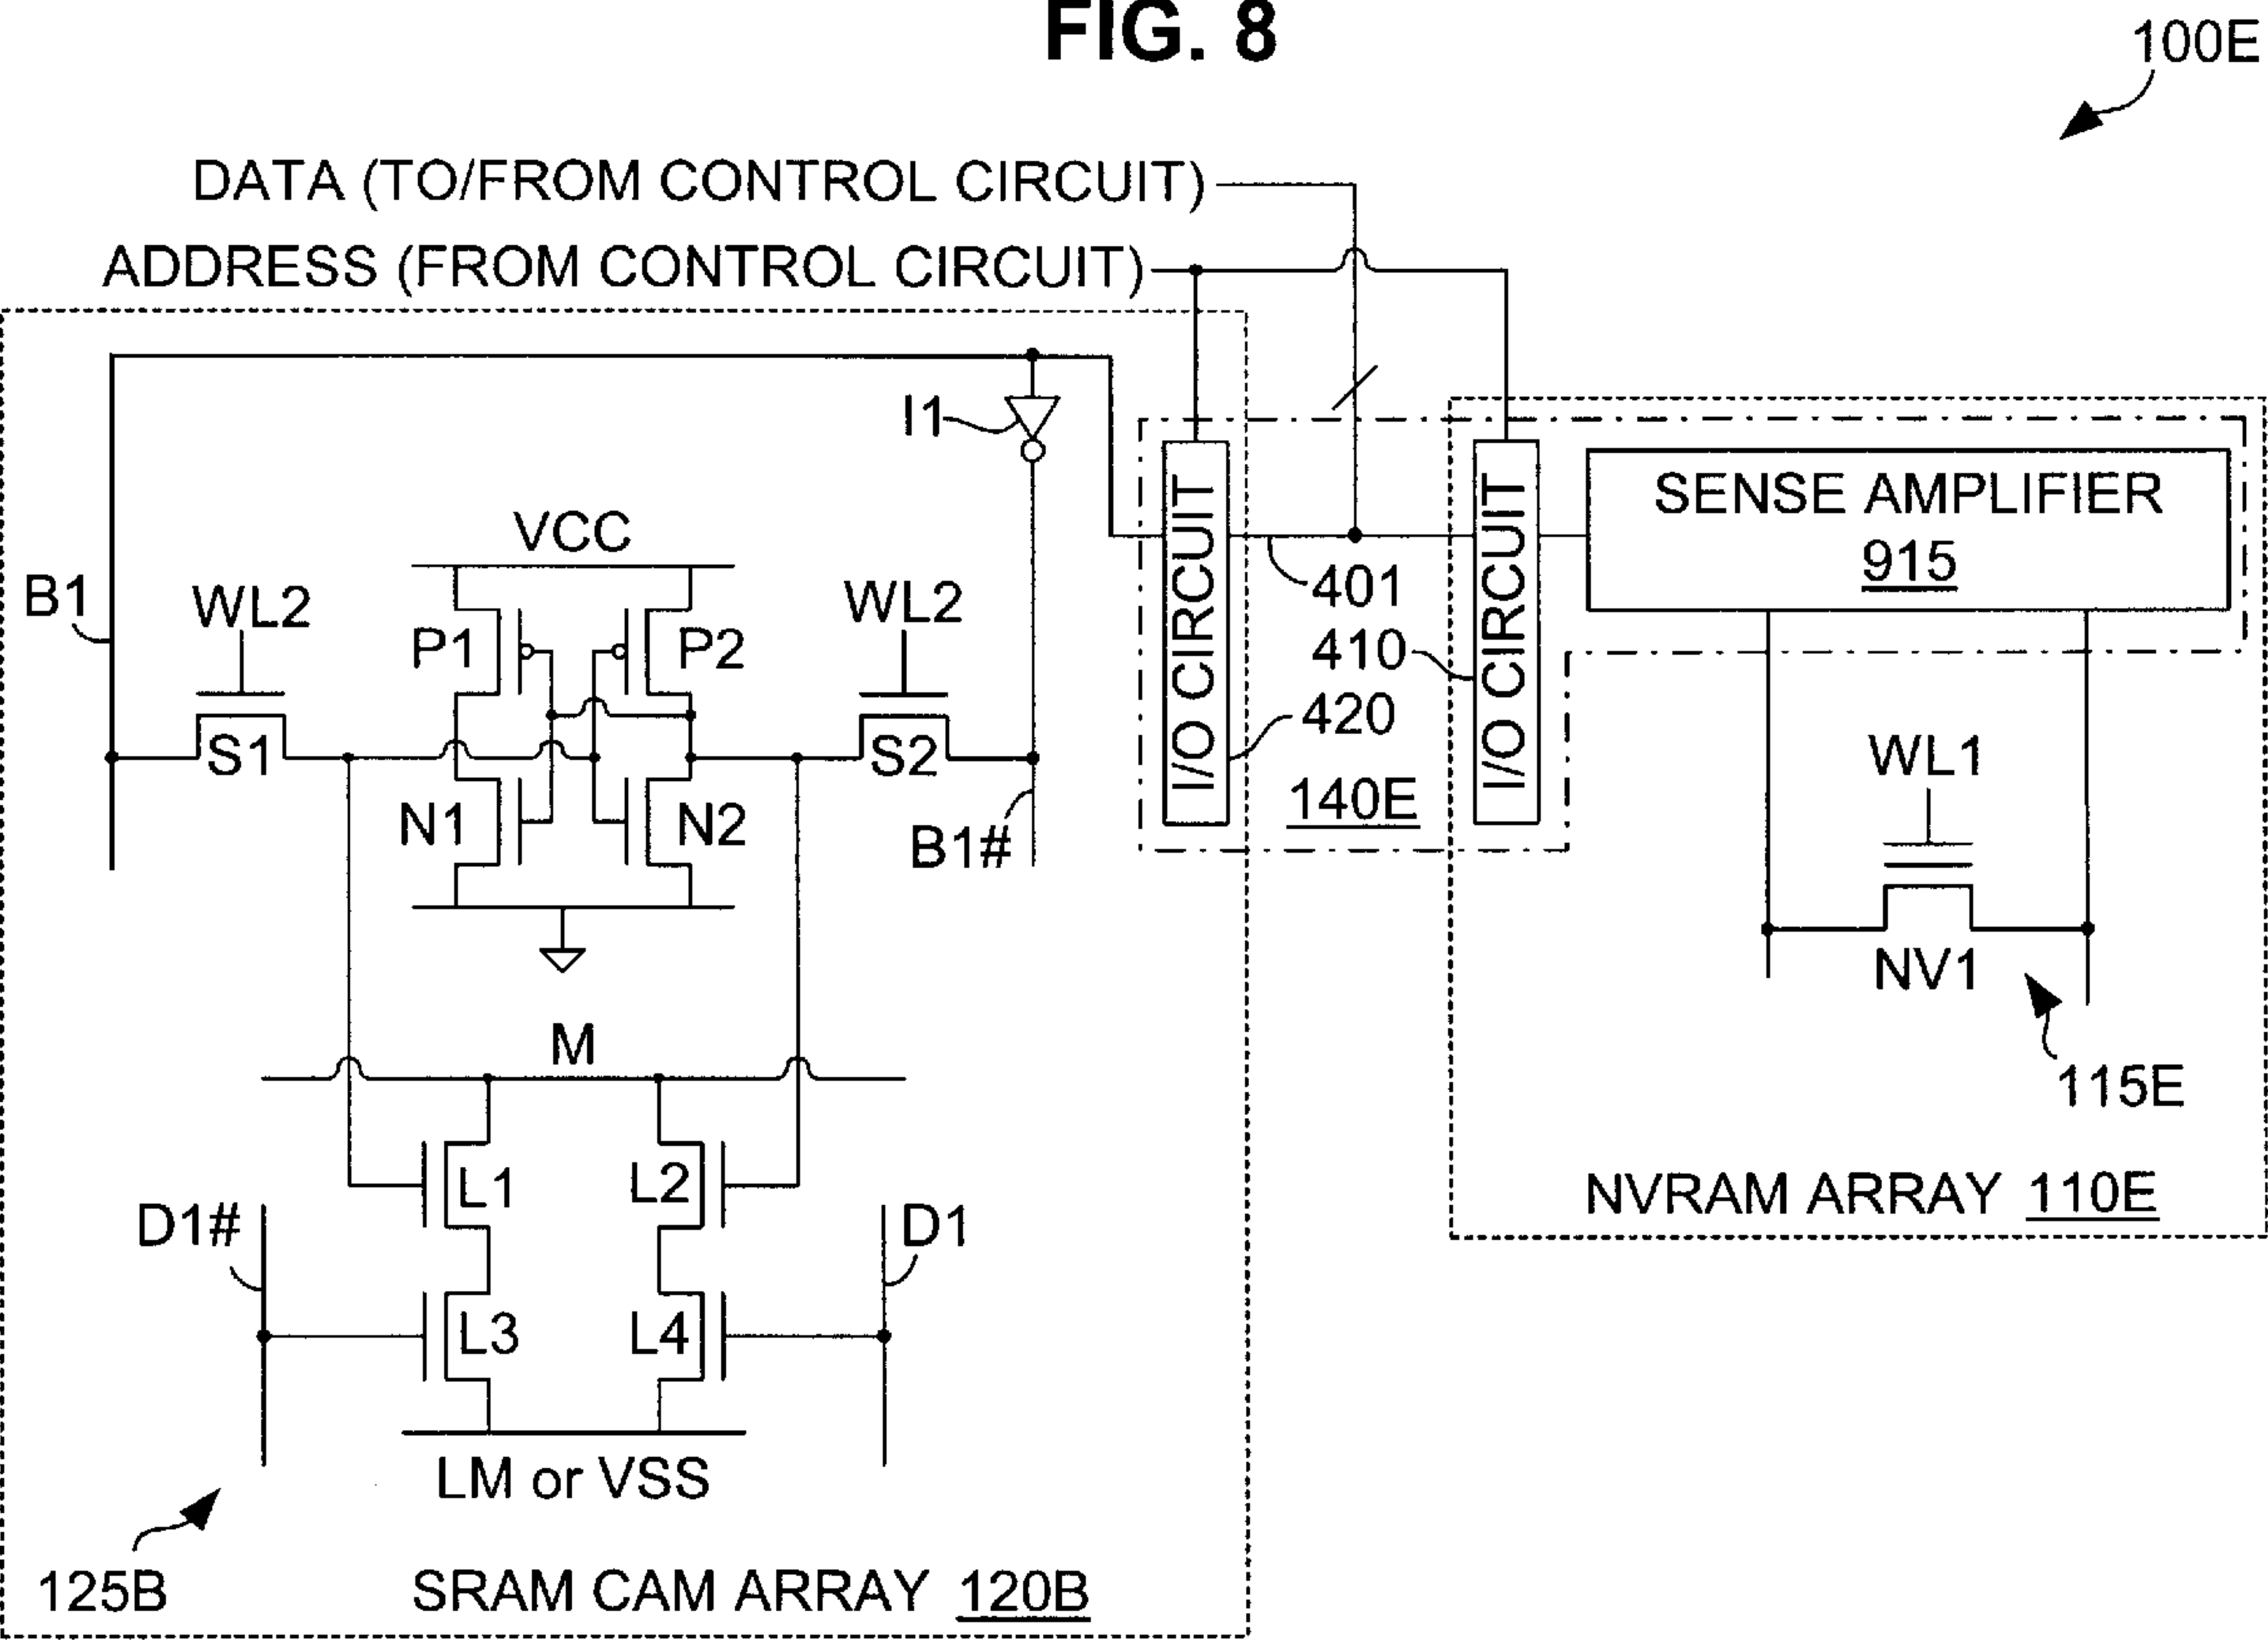 FIG. 8
100E
DATA (TO/FROM CONTROL CIRCUIT)
ADDRESS (FROM CONTROL CIRCUIT)
I1
I/O CIRCUIT
I/O CIRCUIT
SENSE AMPLIFIER
915
VCC
B1
WL2
WL2
401
P1
P2
410
420
S1
S2
WL1
140E
N1
N2
B1#
NV1
M
115E
L1
L2
NVRAM ARRAY 110E
D1#
D1
L3
L4
LM or VSS
125B
SRAM CAM ARRAY 120B